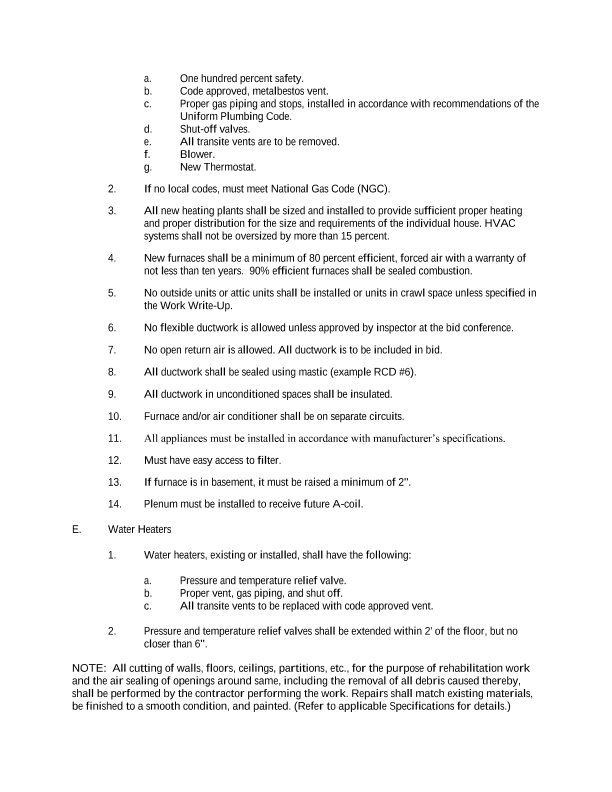 a. One hundred percent safety.
b. Code approved, metalbestos vent.
c. Proper gas piping and stops, installed in accordance with recommendations of the
Uniform Plumbing Code.
d. Shut-off valves.
e. All transite vents are to be removed.
f. Blower.
g. New Thermostat.
2. If no local codes, must meet National Gas Code (NGC).
3. All new heating plants shall be sized and installed to provide sufficient proper heating
and proper distribution for the size and requirements of the individual house. HVAC
systems shall not be oversized by more than 15 percent.
4. New furnaces shall be a minimum of 80 percent efficient, forced air with a warranty of
not less than ten years.  90% efficient furnaces shall be sealed combustion.
5. No outside units or attic units shall be installed or units in crawl space unless specified in
the Work Write-Up.
6. No flexible ductwork is allowed unless approved by inspector at the bid conference.
7. No open return air is allowed. All ductwork is to be included in bid.
8. All ductwork shall be sealed using mastic (example RCD #6).
9. All ductwork in unconditioned spaces shall be insulated.
10. Furnace and/or air conditioner shall be on separate circuits.
11. All appliances must be installed in accordance with manufacturer’s specifications.
12. Must have easy access to filter.
13. If furnace is in basement, it must be raised a minimum of 2".
14. Plenum must be installed to receive future A-coil.
E. Water Heaters
1. Water heaters, existing or installed, shall have the following:
a. Pressure and temperature relief valve.
b. Proper vent, gas piping, and shut off.
c. All transite vents to be replaced with code approved vent.
2. Pressure and temperature relief valves shall be extended within 2' of the floor, but no
closer than 6".
NOTE:  All cutting of walls, floors, ceilings, partitions, etc., for the purpose of rehabilitation work
and the air sealing of openings around same, including the removal of all debris caused thereby,
shall be performed by the contractor performing the work. Repairs shall match existing materials,
be finished to a smooth condition, and painted. (Refer to applicable Specifications for details.)